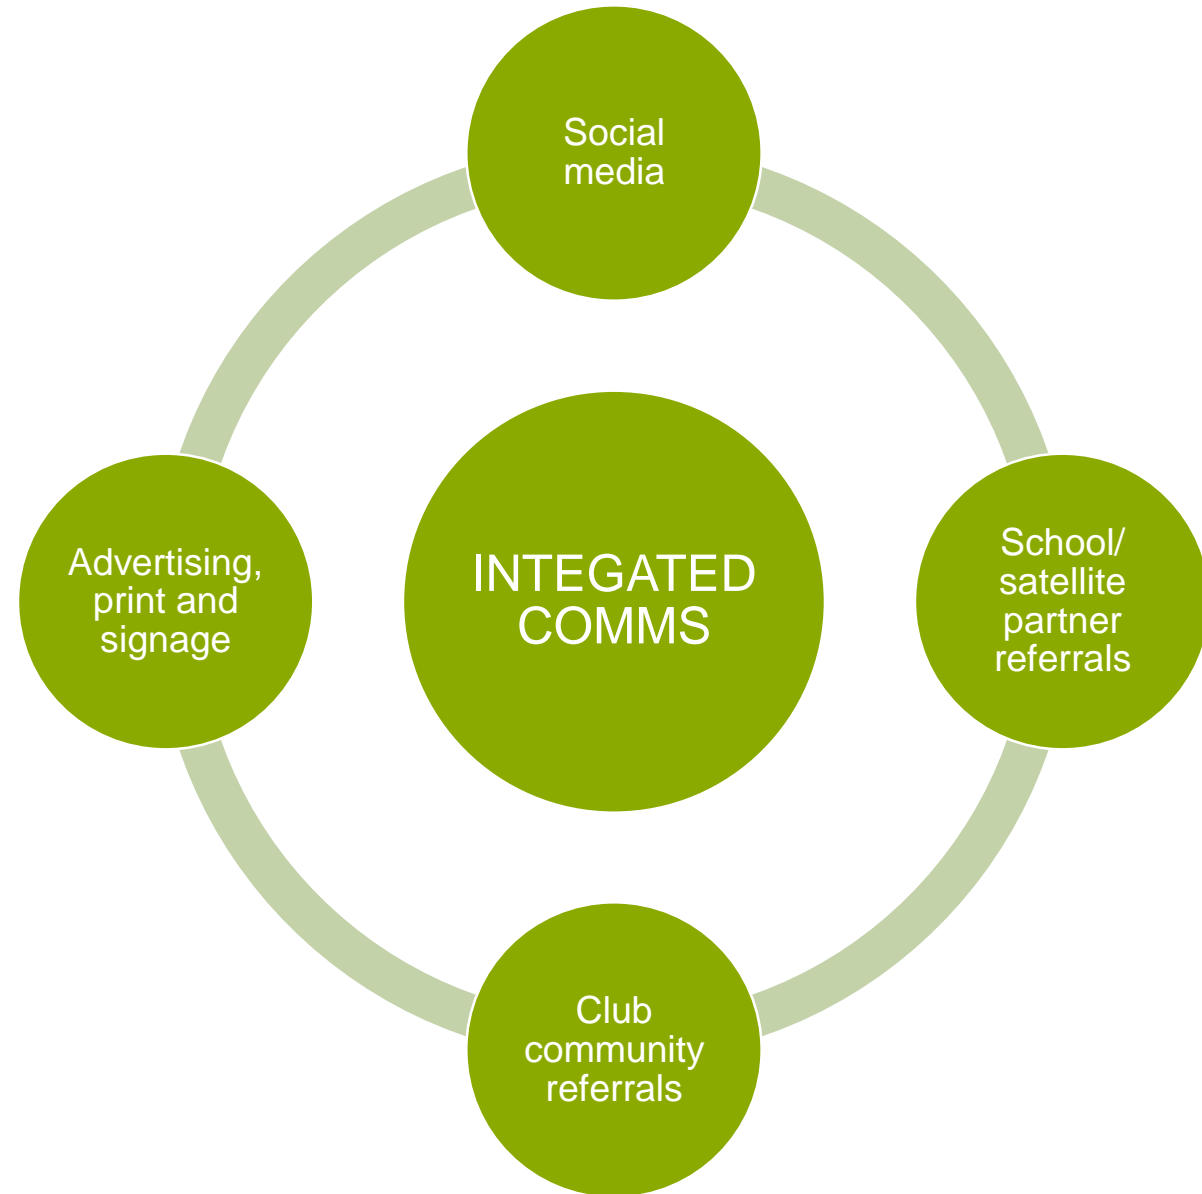 Social
media
Advertising,
print and
signage
INTEGATED
COMMS
School/
satellite
partner
referrals
Club
community
referrals